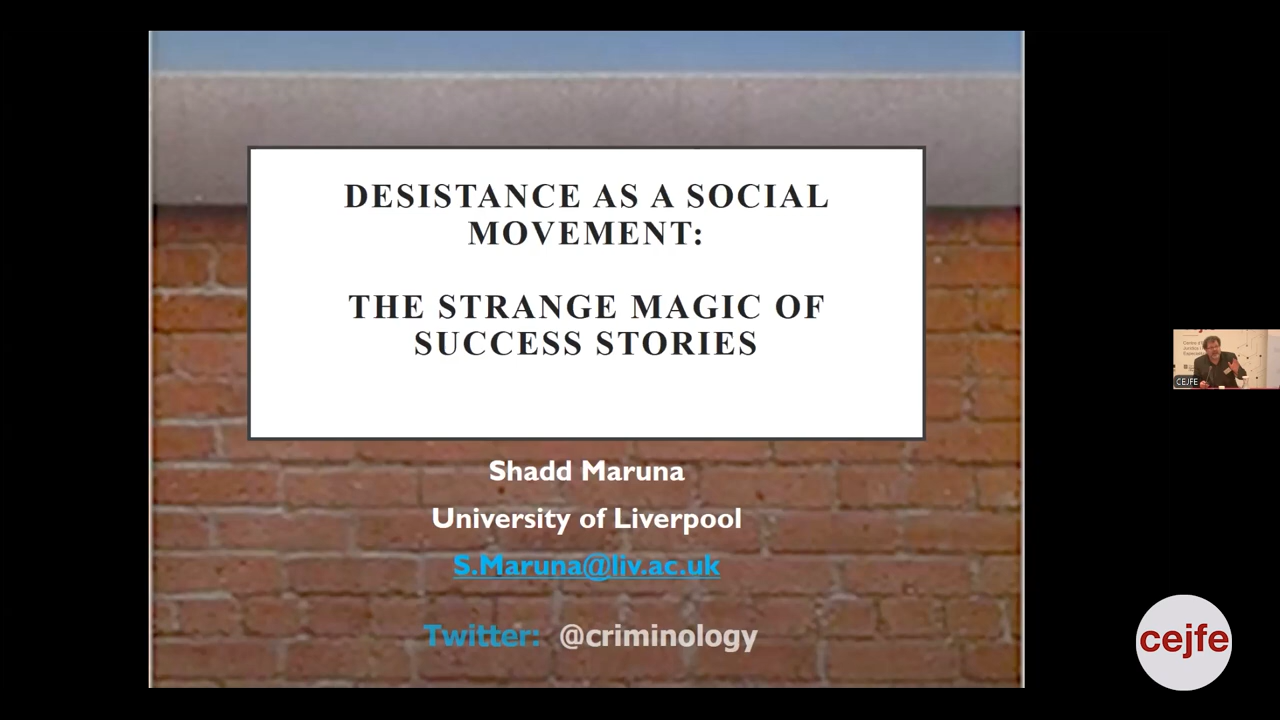 DESISTANCE AS A SOCIAL
MOVEMENT:
THE STRANGE MAGIC OF
SUCCESS STORIES
Shadd Maruna
University of Liverpool
S.Maruna@liv.ac.uk
Twitter: @criminology
CEJFE
cejfe